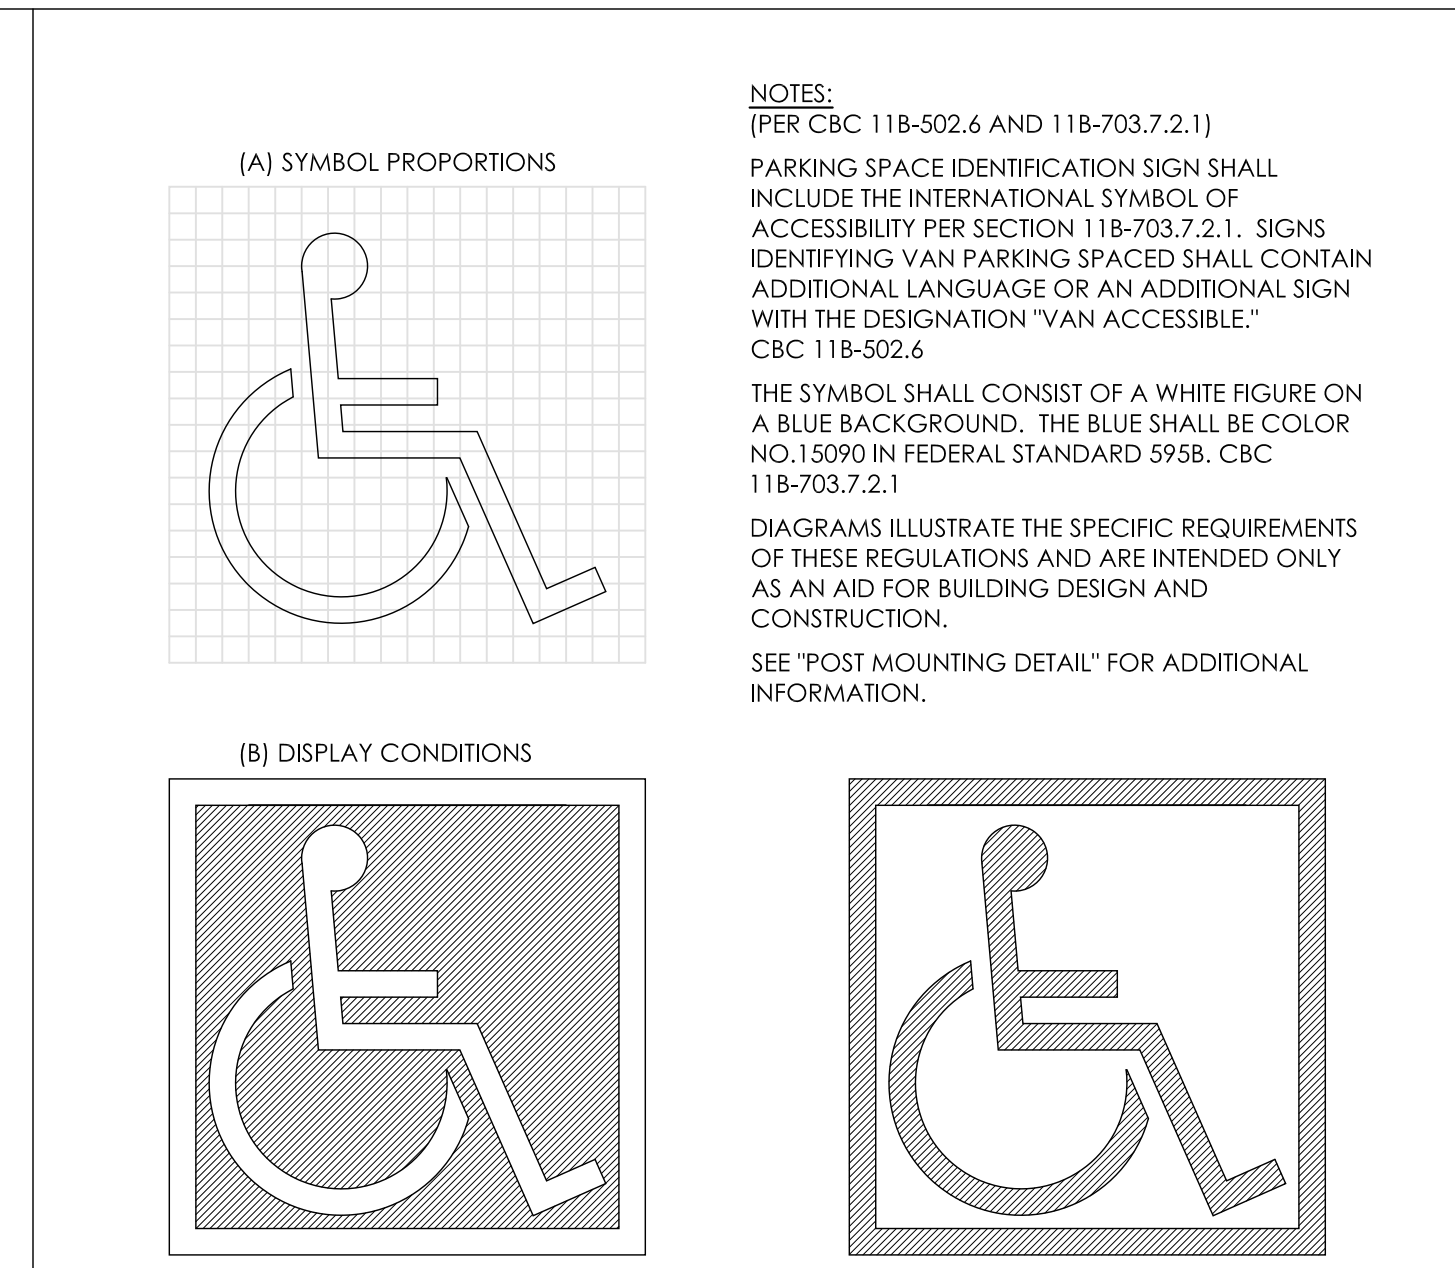 (A) SYMBOL PROPORTIONS
NOTES:
(PER CBC 11B-502.6 AND 11B-703.7.2.1)
PARKING SPACE IDENTIFICATION SIGN SHALL
INCLUDE THE INTERNATIONAL SYMBOL OF
ACCESSIBILITY PER SECTION 11B-703.7.2.1.  SIGNS
IDENTIFYING VAN PARKING SPACED SHALL CONTAIN
ADDITIONAL LANGUAGE OR AN ADDITIONAL SIGN
WITH THE DESIGNATION "VAN ACCESSIBLE."
CBC 11B-502.6
THE SYMBOL SHALL CONSIST OF A WHITE FIGURE ON
A BLUE BACKGROUND.  THE BLUE SHALL BE COLOR
NO.15090 IN FEDERAL STANDARD 595B. CBC
11B-703.7.2.1
DIAGRAMS ILLUSTRATE THE SPECIFIC REQUIREMENTS
OF THESE REGULATIONS AND ARE INTENDED ONLY
AS AN AID FOR BUILDING DESIGN AND
CONSTRUCTION.
SEE "POST MOUNTING DETAIL" FOR ADDITIONAL
INFORMATION.
(B) DISPLAY CONDITIONS